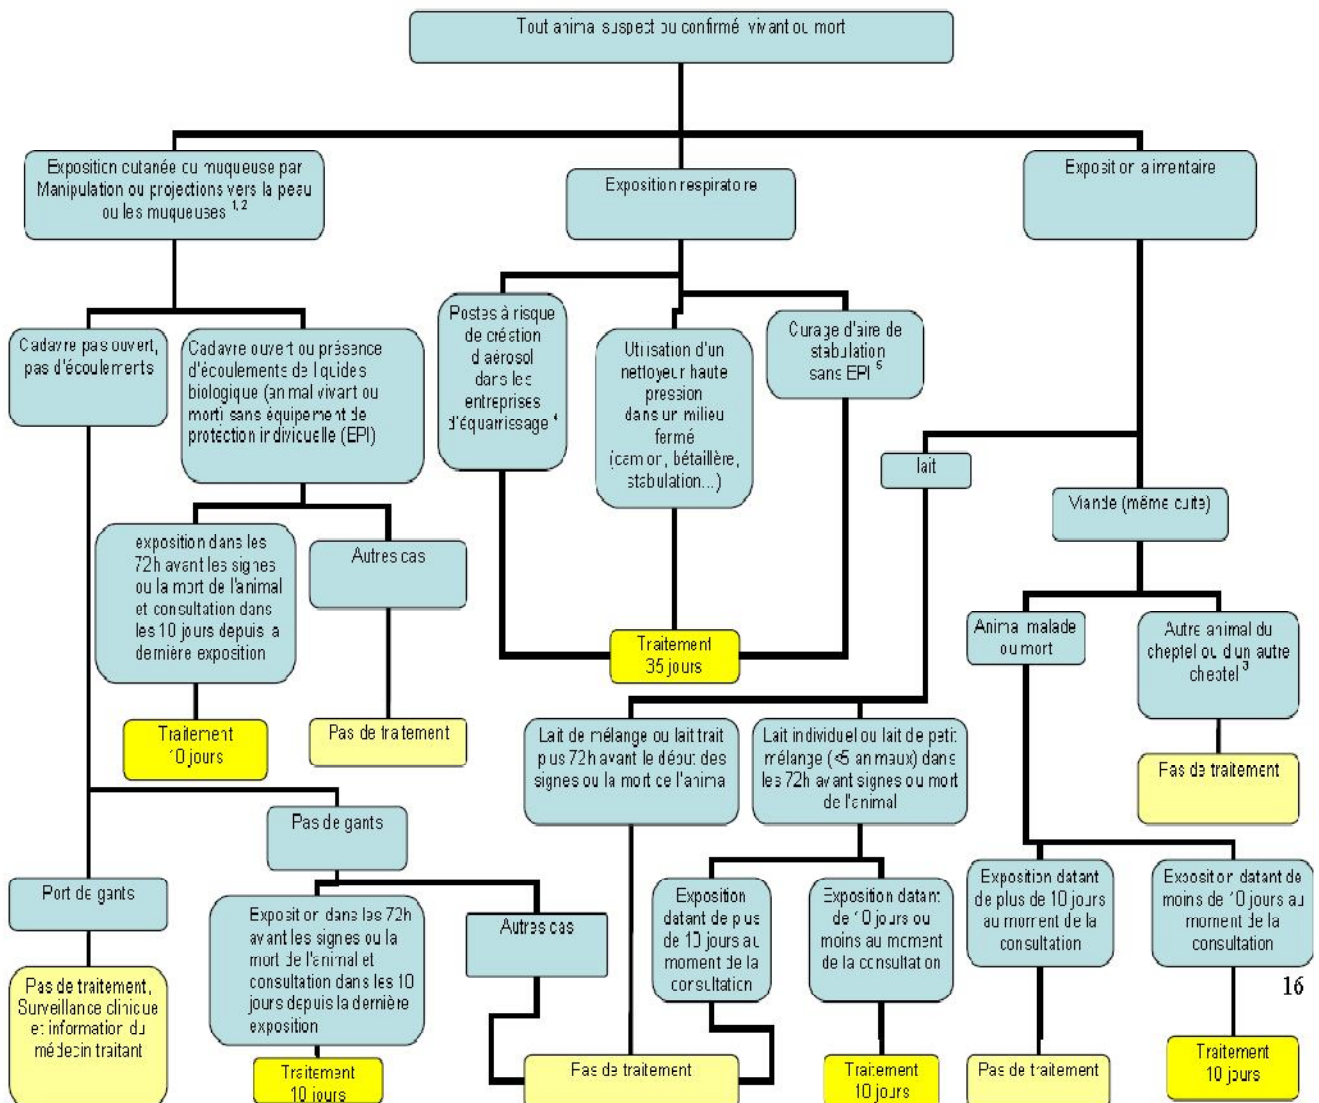 Tout animal suspect ou confirmé vivant ou mort
Exposition cutanée ou muqueuse par
Manipulation ou projections vers la peau
ou les muqueuses 1, 2
Exposition respiratoire
Exposition alimentaire
Cadavre pas ouvert,
pas d'écoulements
Cadavre ouvert ou présence
d'écoulements de liquides
biologique (animal vivant ou
mort) sans équipement de
protection individuelle (EPI)
Postes à risque
de création
d'aérosol
dans les
entreprises
d'équarrissage 4
Utilisation d'un
nettoyeur haute
pression
dans un milieu
fermé
(camion, bétaillère,
stabulation...)
Curage d'aire de
stabulation
sans EPI 5
lait
Viande (même cuite)
exposition dans les
72h avant les signes
ou la mort de l'animal
et consultation dans
les 10 jours depuis la
dernière exposition
Autres cas
Traitement
35 jours
Animal malade
ou mort
Autre animal du
cheptel ou d'un autre
cheptel 3
Traitement
10 jours
Pas de traitement
Lait de mélange ou lait trait
plus 72h avant le début des
signes ou la mort de l'animal
Lait individuel ou lait de petit
mélange (<5 animaux) dans
les 72h avant signes ou mort
de l'animal
Pas de traitement
Pas de gants
Port de gants
Exposition dans les 72h
avant les signes ou la
mort de l'animal et
consultation dans les 10
jours depuis la dernière
exposition
Autres cas
Exposition
datant de plus
de 10 jours au
moment de la
consultation
Exposition datant
de 10 jours ou
moins au moment
de la consultation
Exposition datant
de plus de 10 jours
au moment de la
consultation
Exposition datant de
moins de 10 jours au
moment de la
consultation
16
Pas de traitement,
Surveillance clinique
et information du
médecin traitant
Traitement
10 jours
Pas de traitement
Traitement
10 jours
Pas de traitement
Traitement
10 jours